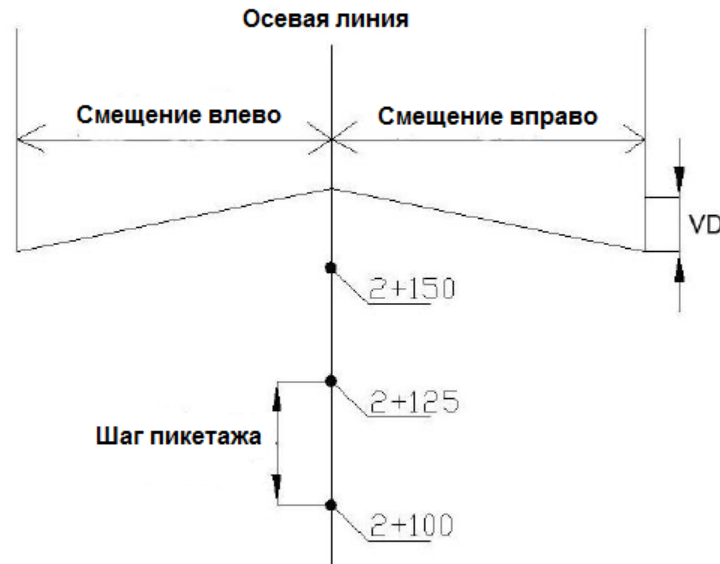 Осевая линия
Смещение влево
Смещение вправо
VD
2+150
2+125
Шаг пикетажа
2+100